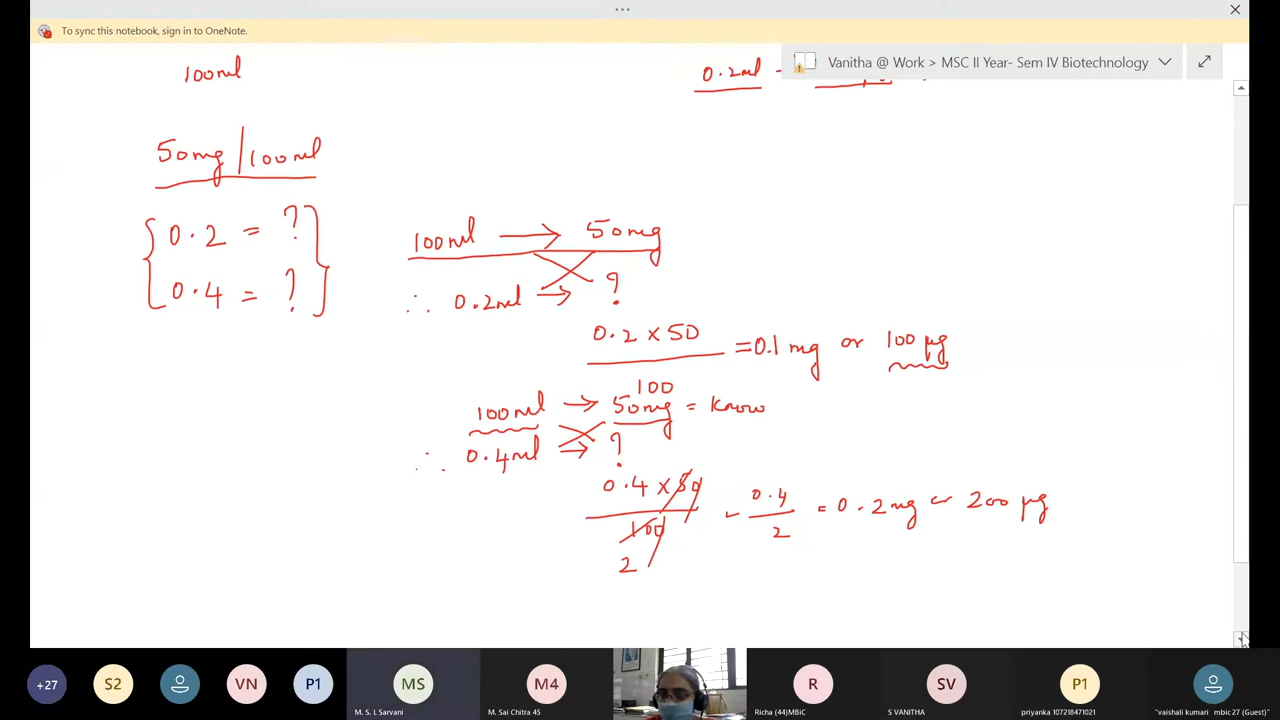 To sync this notebook, sign in to OneNote.
100ml
0.2ml -
Vanitha @ Work > MSC II Year- Sem IV Biotechnology
50mg / 100ml
0.2 = ?
0.4 = ?
100ml → 50mg
∴ 0.2ml → ?
0.2 x 50
= 0.1 mg or 100 µg
100
100ml → 50mg = Know
∴ 0.4ml → ?
0.4 x 50
100
2
- 0.4
2
= 0.2 mg or 200 µg
+27
S2
VN
P1
MS
M4
R
SV
P1
M. S. L Sarvani
M. Sai Chitra 45
Richa (44)MBiC
S VANITHA
priyanka 107218471021
"vaishali kumari mbic 27 (Guest)"